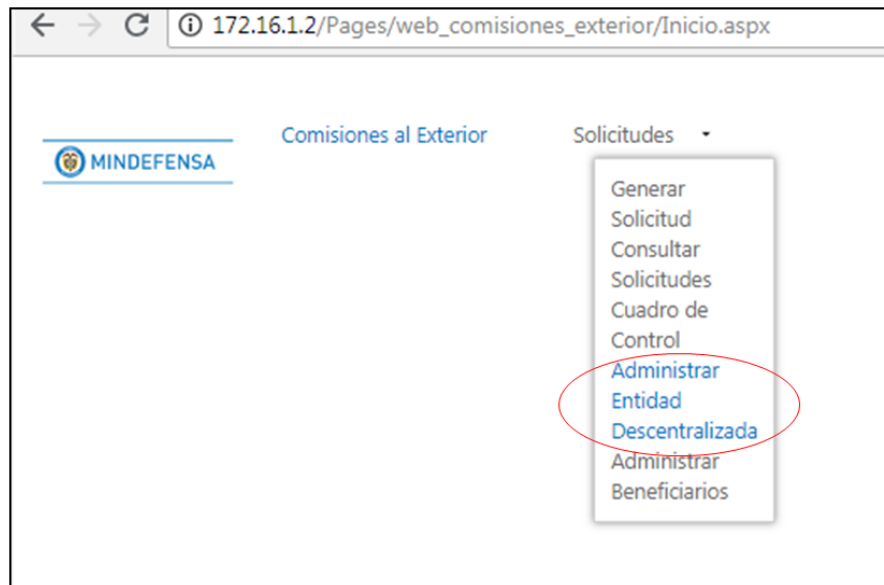 172.16.1.2/Pages/web_comisiones_exterior/Inicio.aspx
Comisiones al Exterior
Solicitudes
MINDEFENSA
Generar
Solicitud
Consultar
Solicitudes
Cuadro de
Control
Administrar
Entidad
Descentralizada
Administrar
Beneficiarios